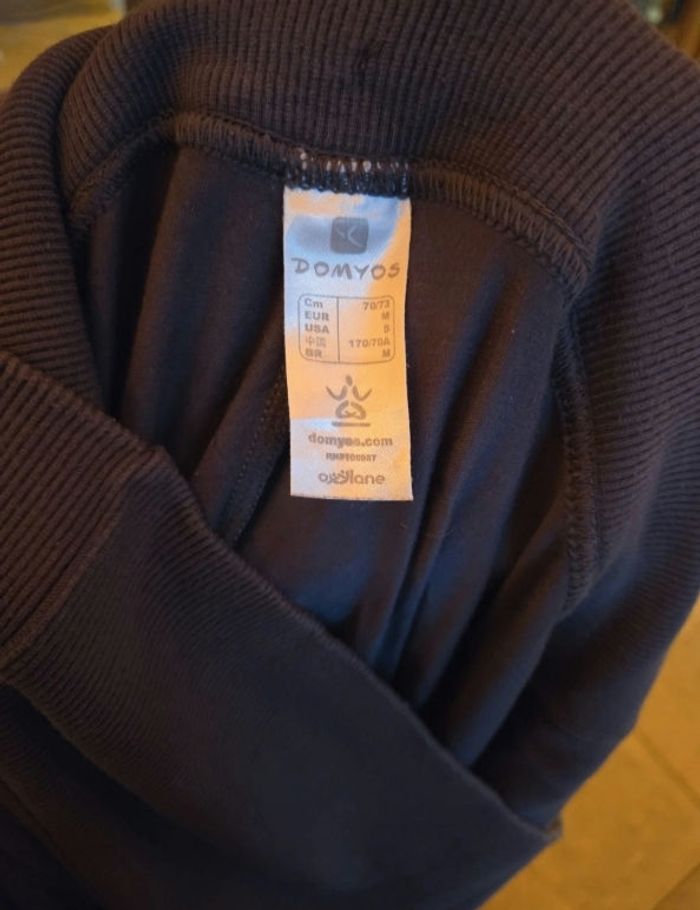 DOMYOS
Cm 70/73
EUR M
USA S
中国 170/70A
BR M
domyos.com
oxylane